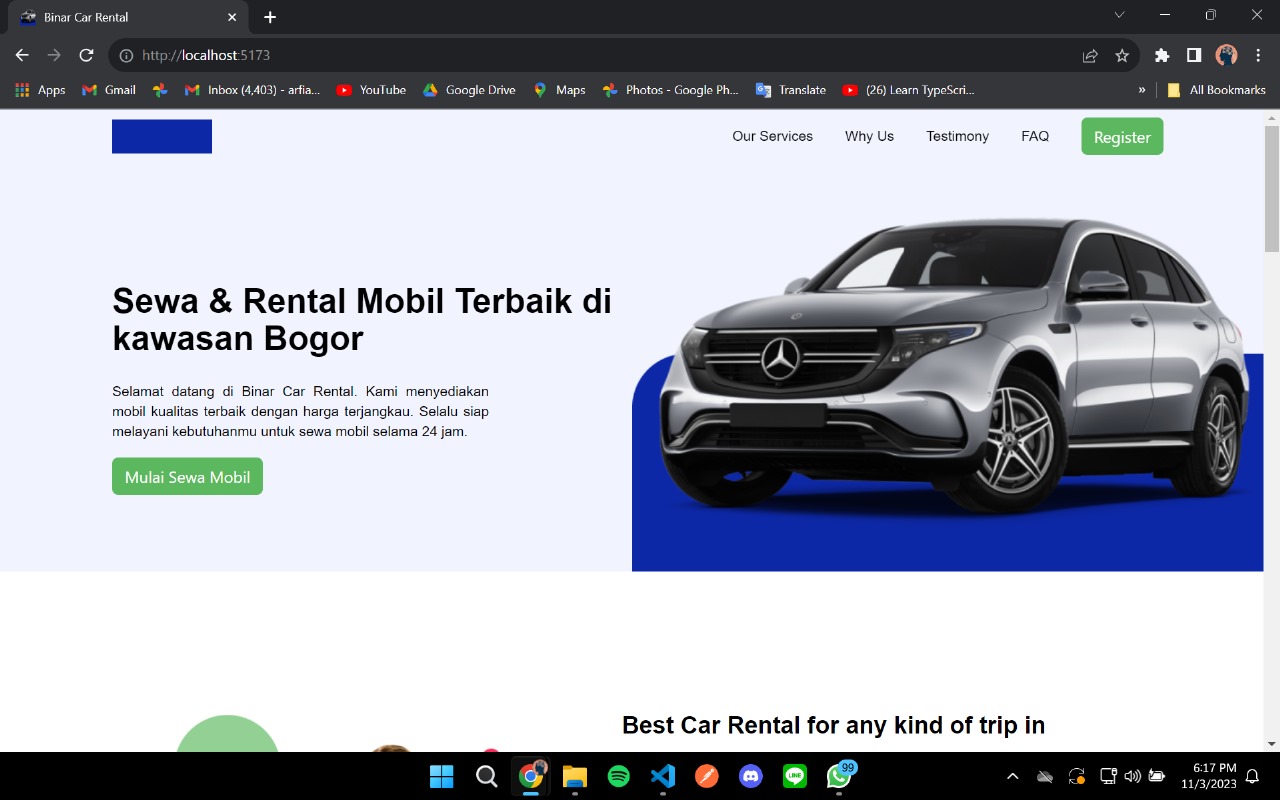 Binar Car Rental
http://localhost:5173
Apps
Gmail
Inbox (4,403) - arfia...
YouTube
Google Drive
Maps
Photos - Google Ph...
Translate
(26) Learn TypeScri...
»
All Bookmarks
Our Services
Why Us
Testimony
FAQ
Register
Sewa & Rental Mobil Terbaik di
kawasan Bogor
Selamat datang di Binar Car Rental. Kami menyediakan
mobil kualitas terbaik dengan harga terjangkau. Selalu siap
melayani kebutuhanmu untuk sewa mobil selama 24 jam.
Mulai Sewa Mobil
Best Car Rental for any kind of trip in
LINE
99
6:17 PM
11/3/2023